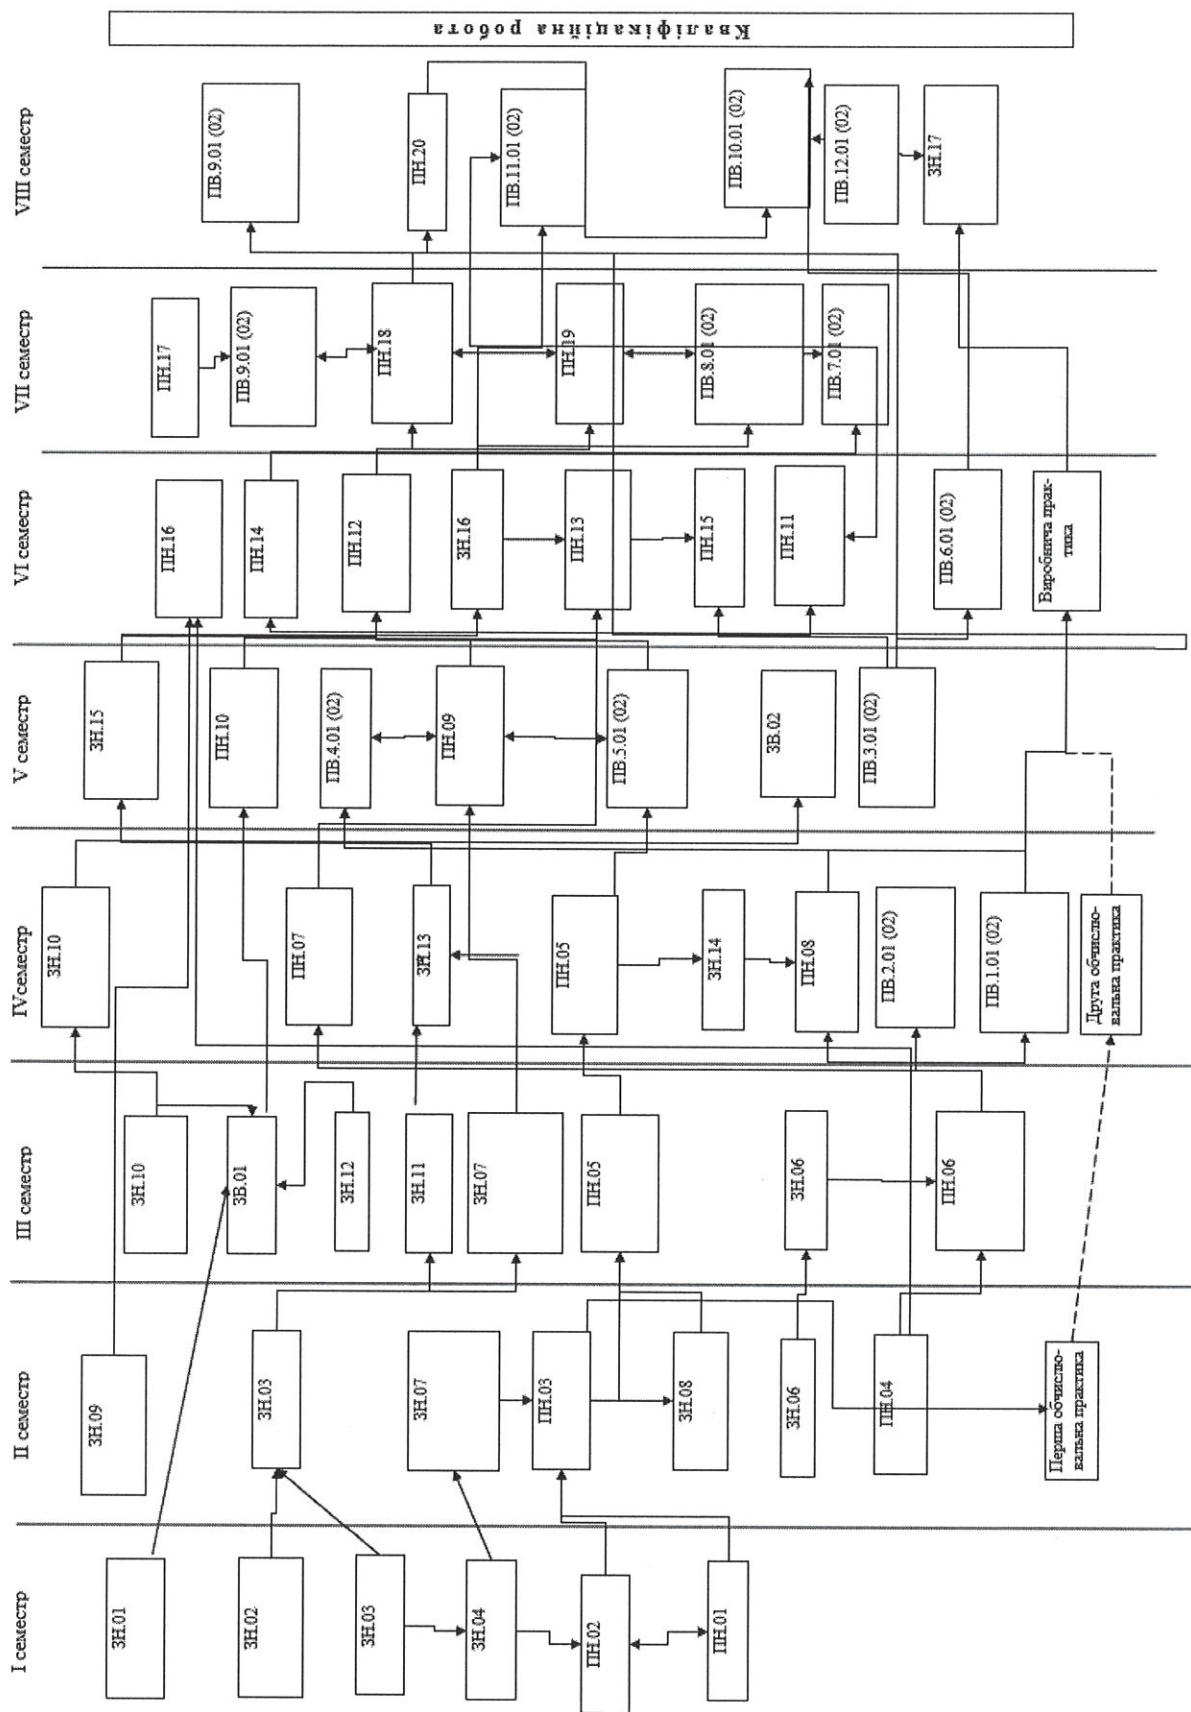 I семестр
ЗН.01
ЗН.02
ЗН.03
ЗН.04
ПН.02
ПН.01
II семестр
ЗН.09
ЗН.03
ЗН.07
ПН.03
ЗН.08
ЗН.06
ПН.04
Перша обчислю-
вальна практика
III семестр
ЗН.10
ЗВ.01
ЗН.12
ЗН.11
ЗН.07
ПН.05
ЗН.06
ПН.06
IVсеместр
ЗН.10
ПН.07
ЗН.13
ПН.05
ЗН.14
ПН.08
ПВ.2.01 (02)
ПВ.1.01 (02)
Друга обчислю-
вальна практика
V семестр
ЗН.15
ПН.10
ПВ.4.01 (02)
ПН.09
ПВ.5.01 (02)
ЗВ.02
ПВ.3.01 (02)
VI семестр
ПН.16
ПН.14
ПН.12
ЗН.16
ПН.13
ПН.15
ПН.11
ПВ.6.01 (02)
Виробнича прак-
тика
VII семестр
ПН.17
ПВ.9.01 (02)
ПН.18
ПН.19
ПВ.8.01 (02)
ПВ.7.01 (02)
VIII семестр
ПВ.9.01 (02)
ПН.20
ПВ.11.01 (02)
ПВ.10.01 (02)
ПВ.12.01 (02)
ЗН.17
Кваліфікаційна робота